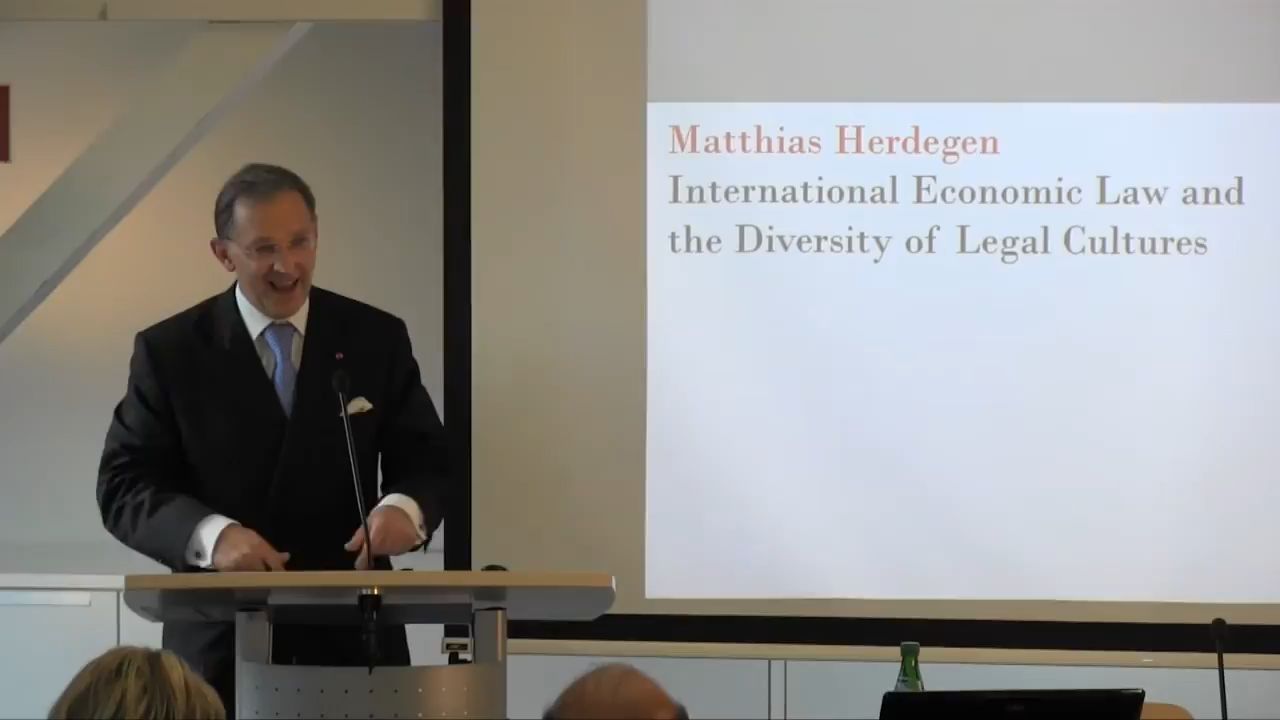 Matthias Herdegen
International Economic Law and
the Diversity of Legal Cultures